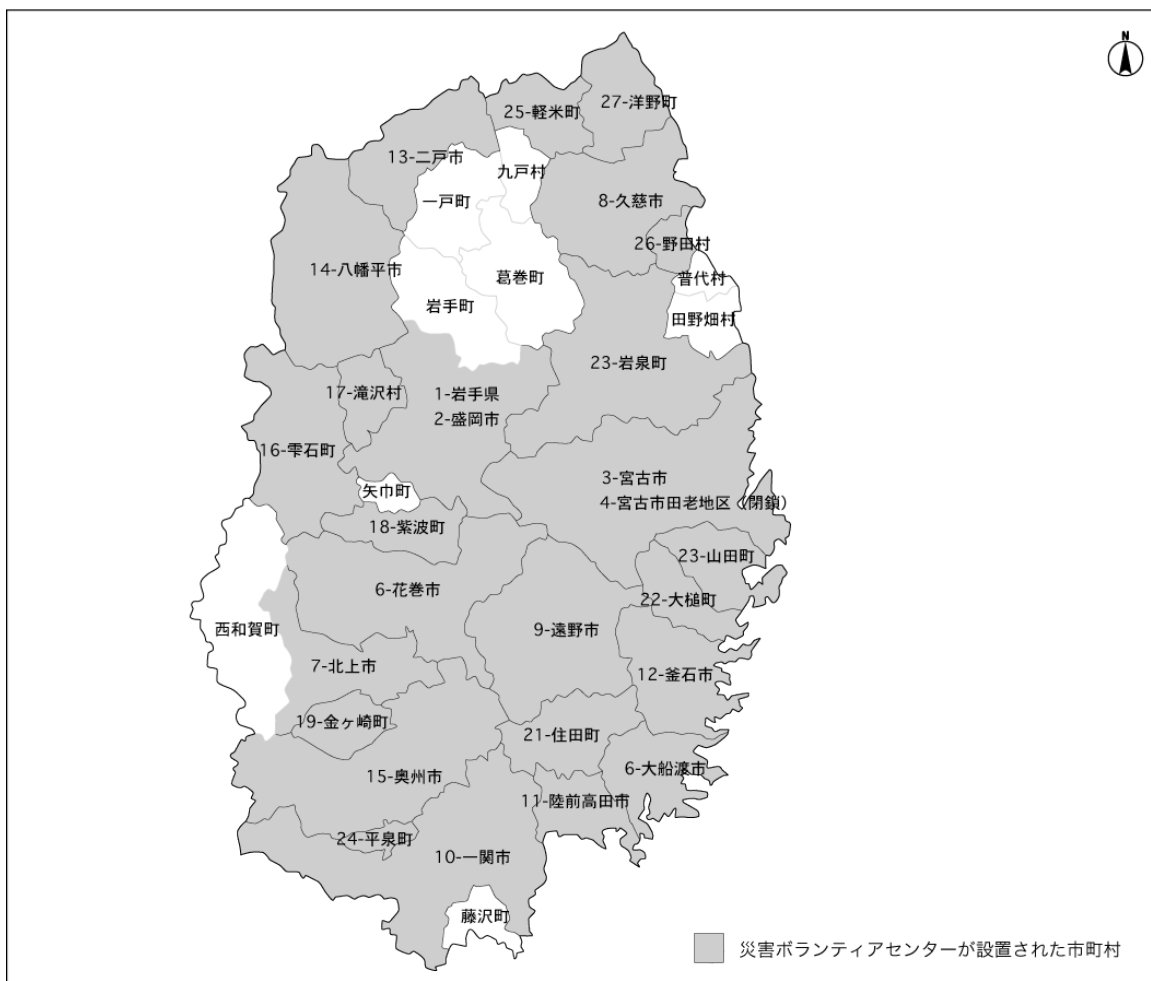 N
27-洋野町
25-軽米町
13-二戸市
九戸村
一戸町
8-久慈市
26-野田村
14-八幡平市
葛巻町
普代村
岩手町
田野畑村
23-岩泉町
17-滝沢村
1-岩手県
2-盛岡市
16-雫石町
3-宮古市
4-宮古市田老地区（閉鎖）
矢巾町
18-紫波町
23-山田町
6-花巻市
22-大槌町
西和賀町
9-遠野市
7-北上市
12-釜石市
19-金ヶ崎町
21-住田町
15-奥州市
6-大船渡市
11-陸前高田市
24-平泉町
10-一関市
藤沢町
災害ボランティアセンターが設置された市町村